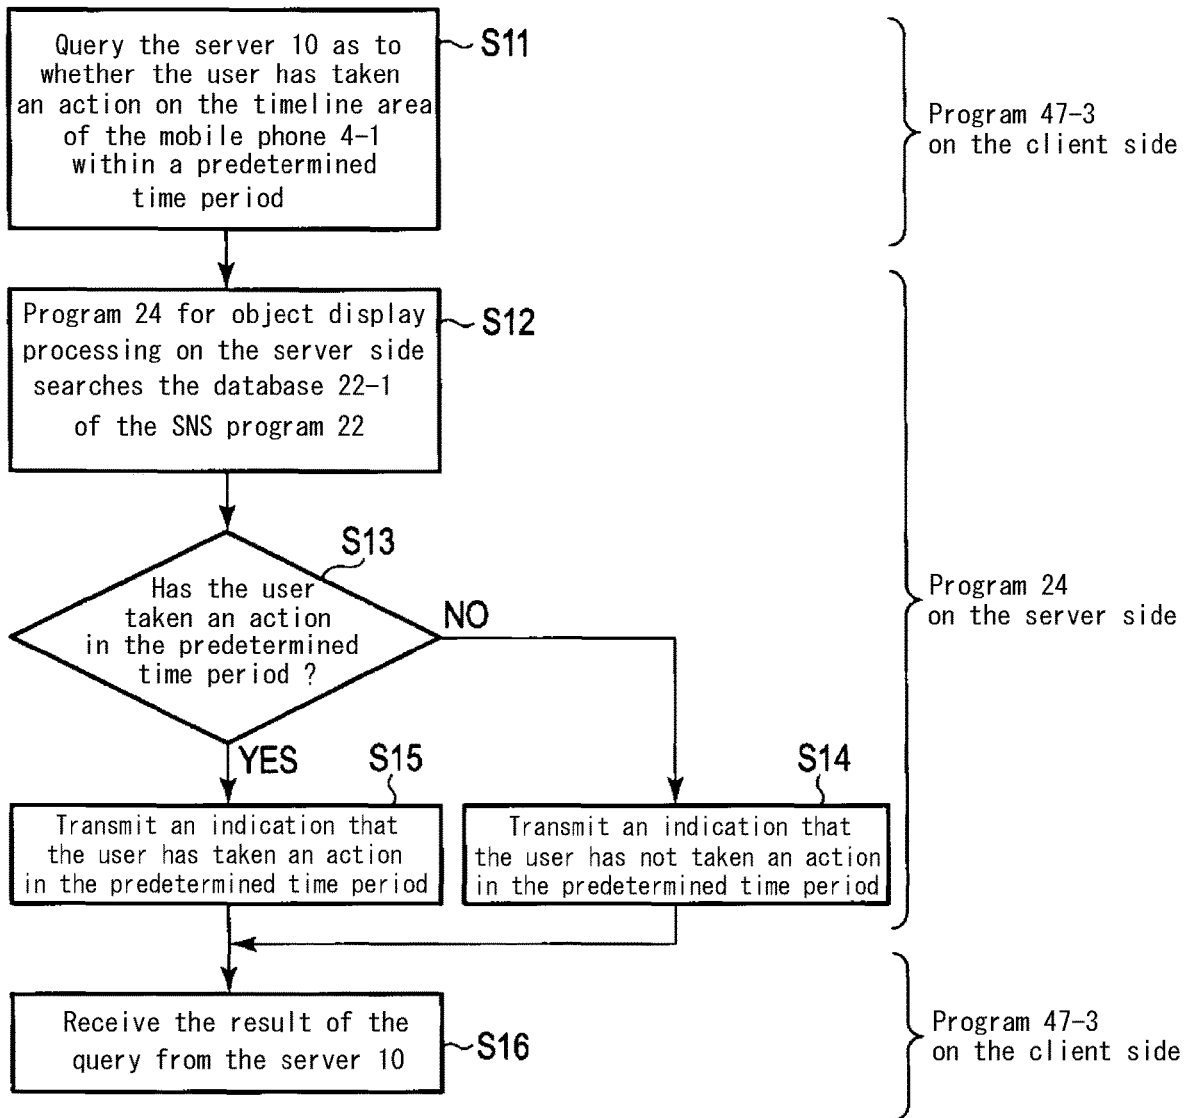 Query the server 10 as to
whether the user has taken
an action on the timeline area
of the mobile phone 4-1
within a predetermined
time period
S11
Program 47-3
on the client side
Program 24 for object display
processing on the server side
searches the database 22-1
of the SNS program 22
S12
S13
Has the user
taken an action
in the predetermined
time period ?
NO
Program 24
on the server side
YES
S15
S14
Transmit an indication that
the user has taken an action
in the predetermined time period
Transmit an indication that
the user has not taken an action
in the predetermined time period
Receive the result of the
query from the server 10
S16
Program 47-3
on the client side